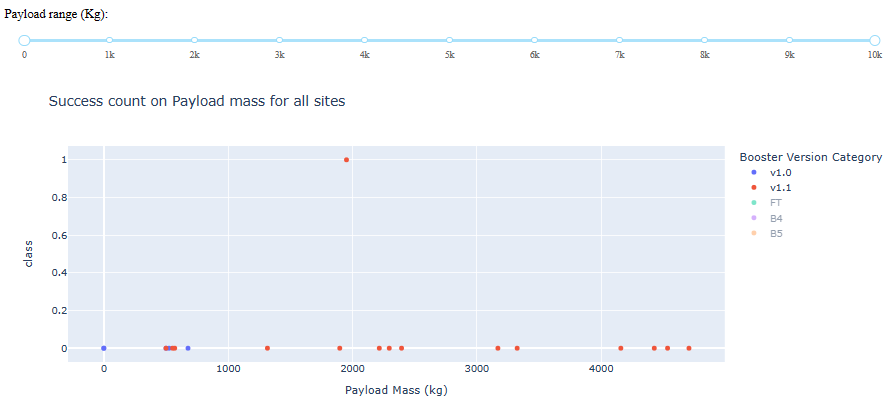 Payload range (Kg):
0 1k 2k 3k 4k 5k 6k 7k 8k 9k 10k
Success count on Payload mass for all sites
Booster Version Category
v1.0
v1.1
FT
B4
B5
class
1
0.8
0.6
0.4
0.2
0
0 1000 2000 3000 4000
Payload Mass (kg)